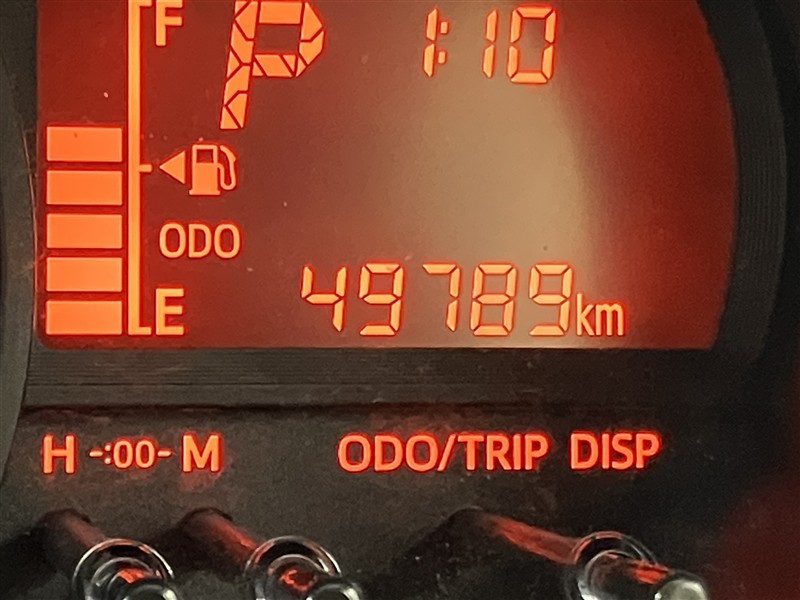 F
P
1:10
ODO
E
49789km
H -:00- M
ODO/TRIP DISP